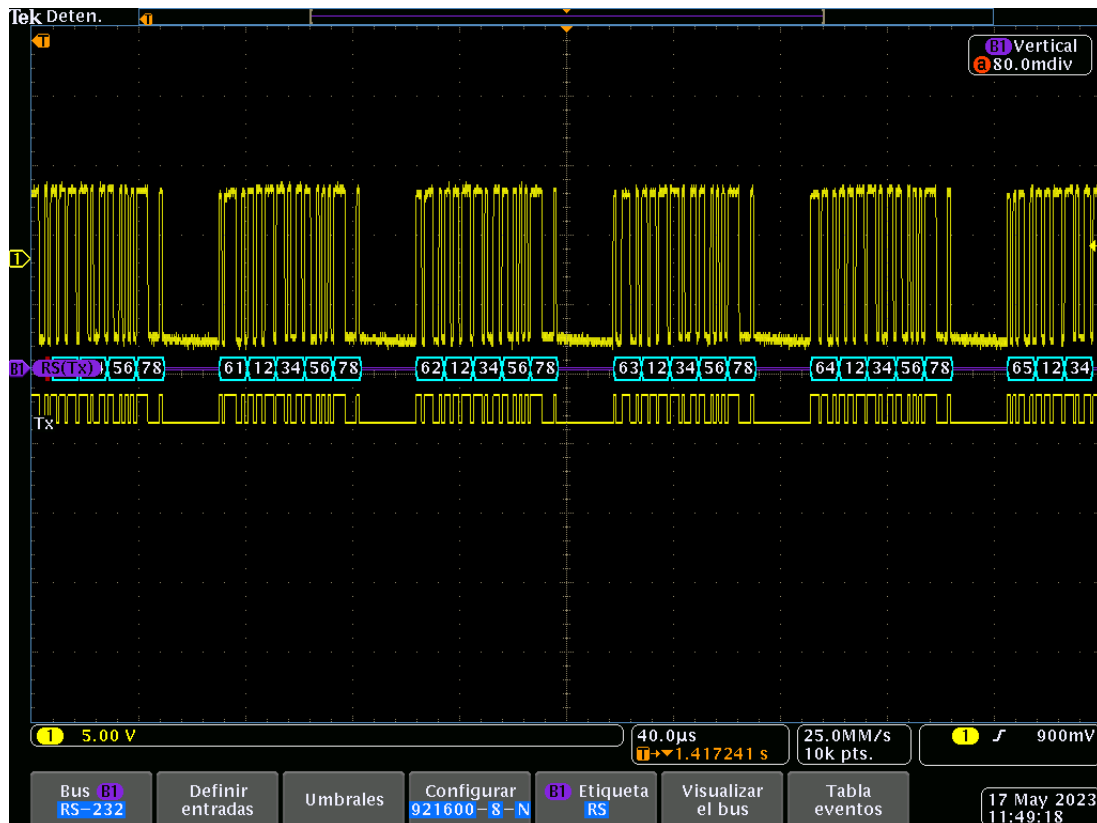 Tek Deten.
T
T
B1 Vertical
a 80.0mdiv
1
B1 RS(Tx) 56 78 61 12 34 56 78 62 12 34 56 78 63 12 34 56 78 64 12 34 56 78 65 12 34
Tx
1 5.00 V
40.0µs
T→▼1.417241 s
25.0MM/s
10k pts.
1 ʃ 900mV
Bus B1
RS-232
Definir
entradas
Umbrales
Configurar
921600-8-N
B1 Etiqueta
RS
Visualizar
el bus
Tabla
eventos
17 May 2023
11:49:18